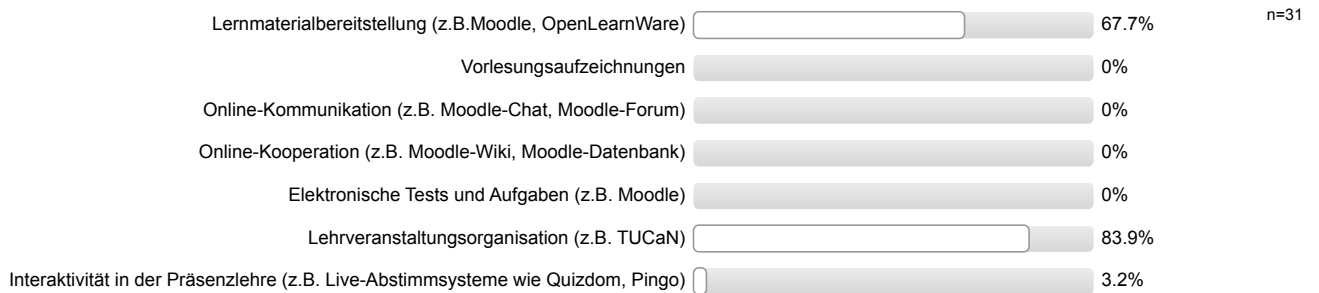 Lernmaterialbereitstellung (z.B.Moodle, OpenLearnWare) 67.7% n=31
Vorlesungsaufzeichnungen 0%
Online-Kommunikation (z.B. Moodle-Chat, Moodle-Forum) 0%
Online-Kooperation (z.B. Moodle-Wiki, Moodle-Datenbank) 0%
Elektronische Tests und Aufgaben (z.B. Moodle) 0%
Lehrveranstaltungsorganisation (z.B. TUCaN) 83.9%
Interaktivität in der Präsenzlehre (z.B. Live-Abstimmsysteme wie Quizdom, Pingo) 3.2%